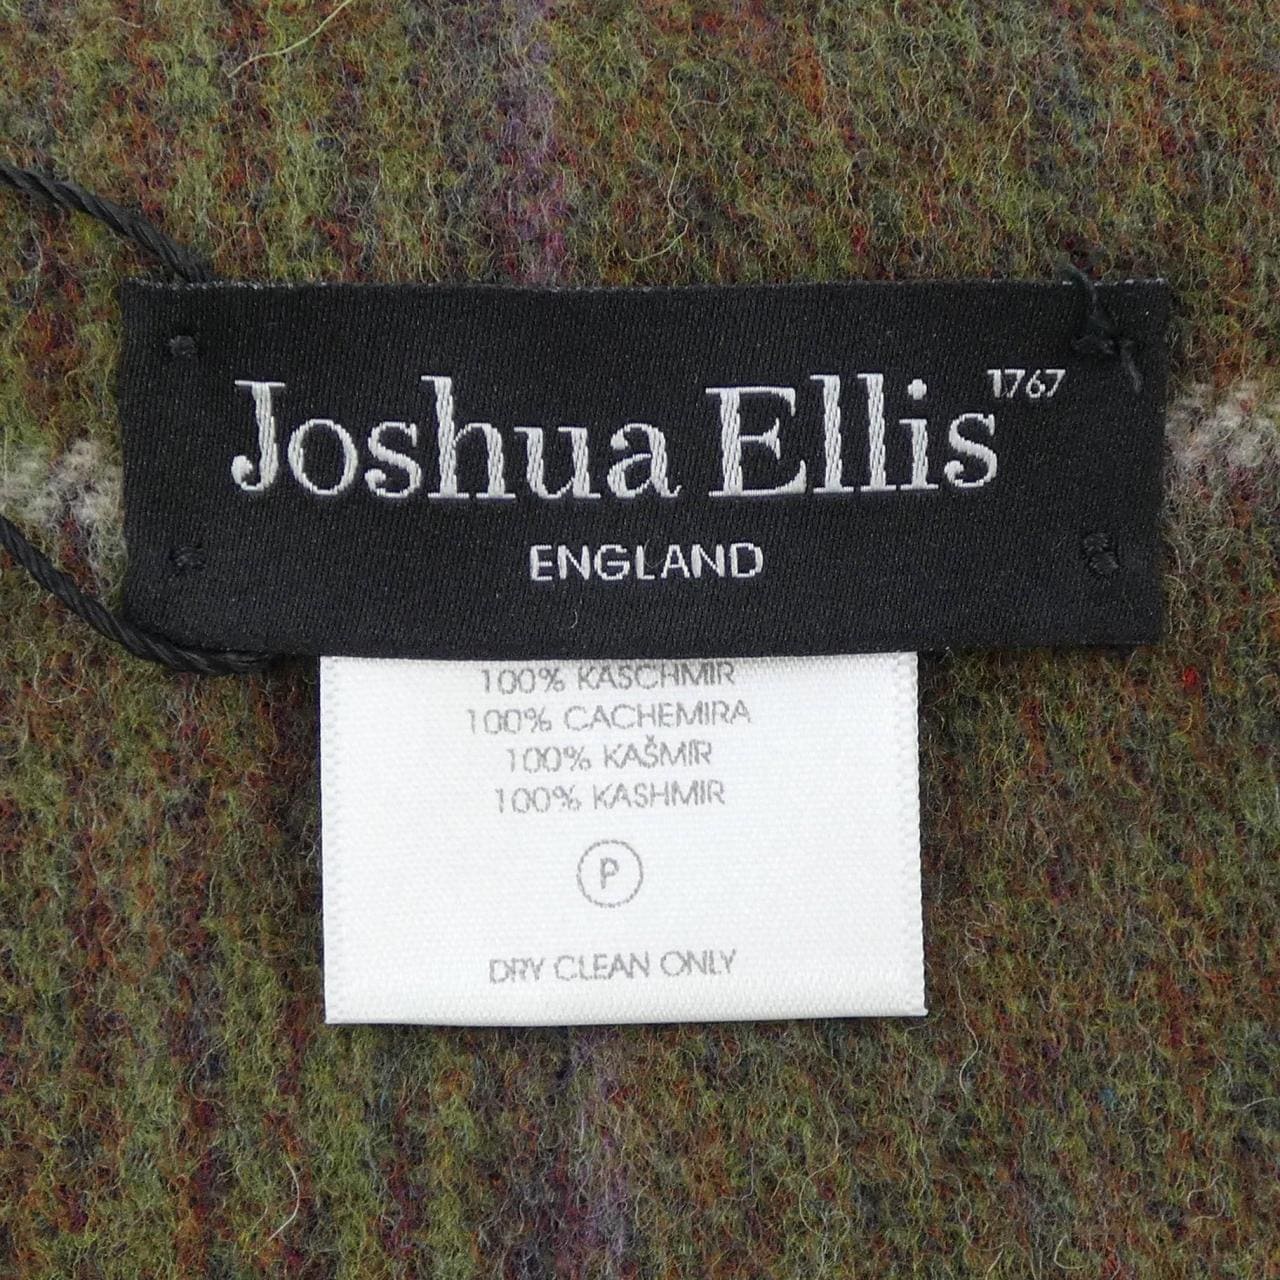 Joshua Ellis 1767
ENGLAND
100% KASCHMIR
100% CACHEMIRA
100% KAŠMIR
100% KASHMIR
P
DRY CLEAN ONLY